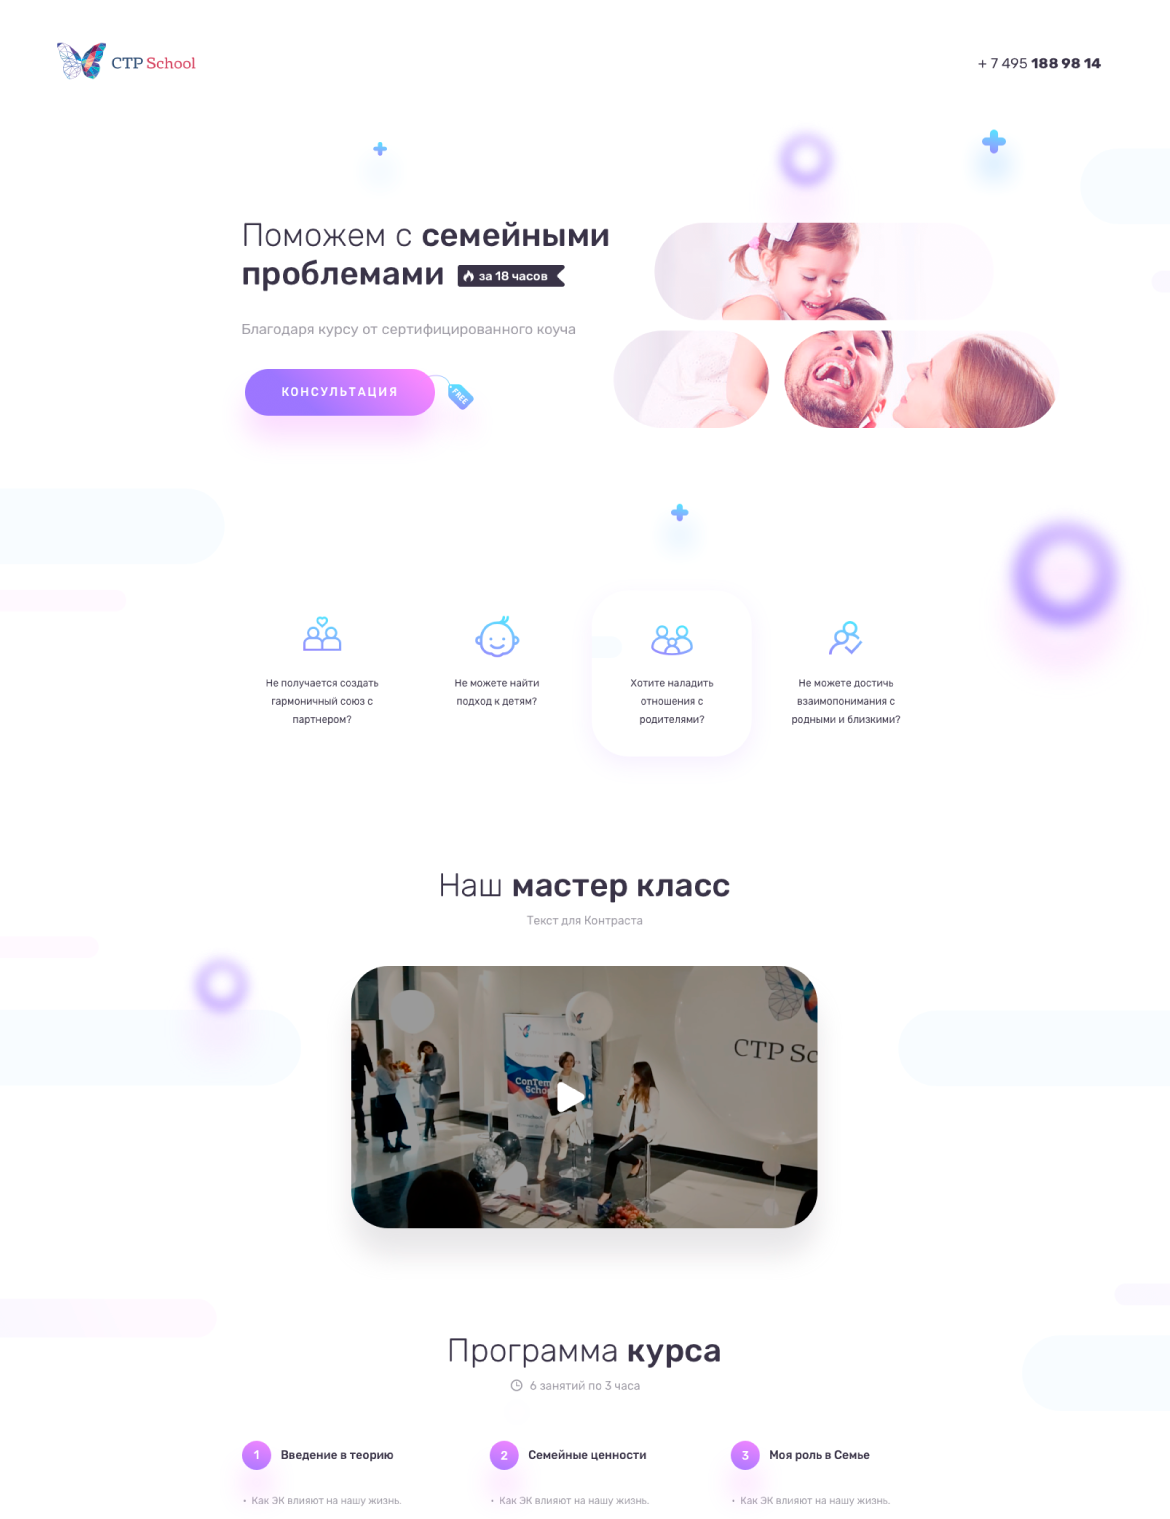 CTP School
+ 7 495 188 98 14
Поможем с семейными
проблемами за 18 часов
Благодаря курсу от сертифицированного коуча
КОНСУЛЬТАЦИЯ
FREE
Не получается создать
гармоничный союз с
партнером?
Не можете найти
подход к детям?
Хотите наладить
отношения с
родителями?
Не можете достичь
взаимопонимания с
родными и близкими?
Наш мастер класс
Текст для Контраста
CTP Sc
ConTem
Schoo
Программа курса
6 занятий по 3 часа
1 Введение в теорию
2 Семейные ценности
3 Моя роль в Семье
• Как ЭК влияют на нашу жизнь.
• Как ЭК влияют на нашу жизнь.
• Как ЭК влияют на нашу жизнь.